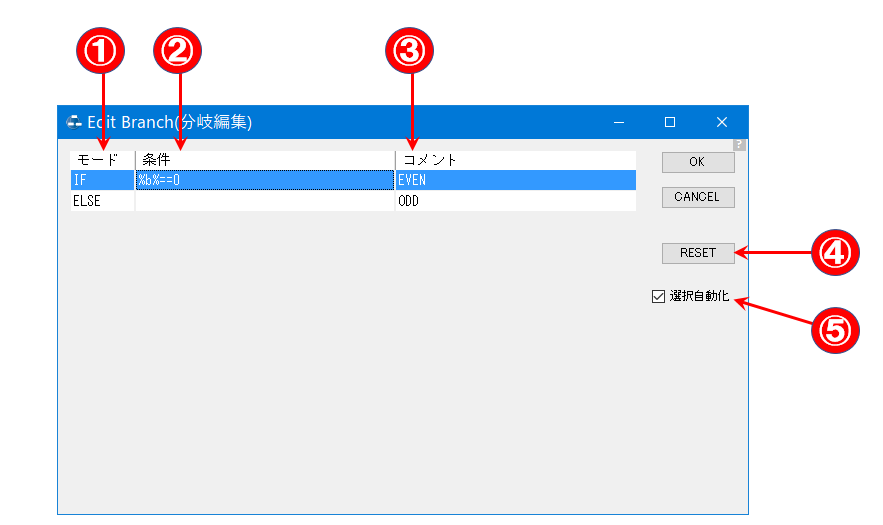 ① ② ③
Edit Branch(分岐編集)
?
モード 条件 コメント
IF %b%==0 EVEN
ELSE ODD
OK
CANCEL
RESET
④
選択自動化
⑤